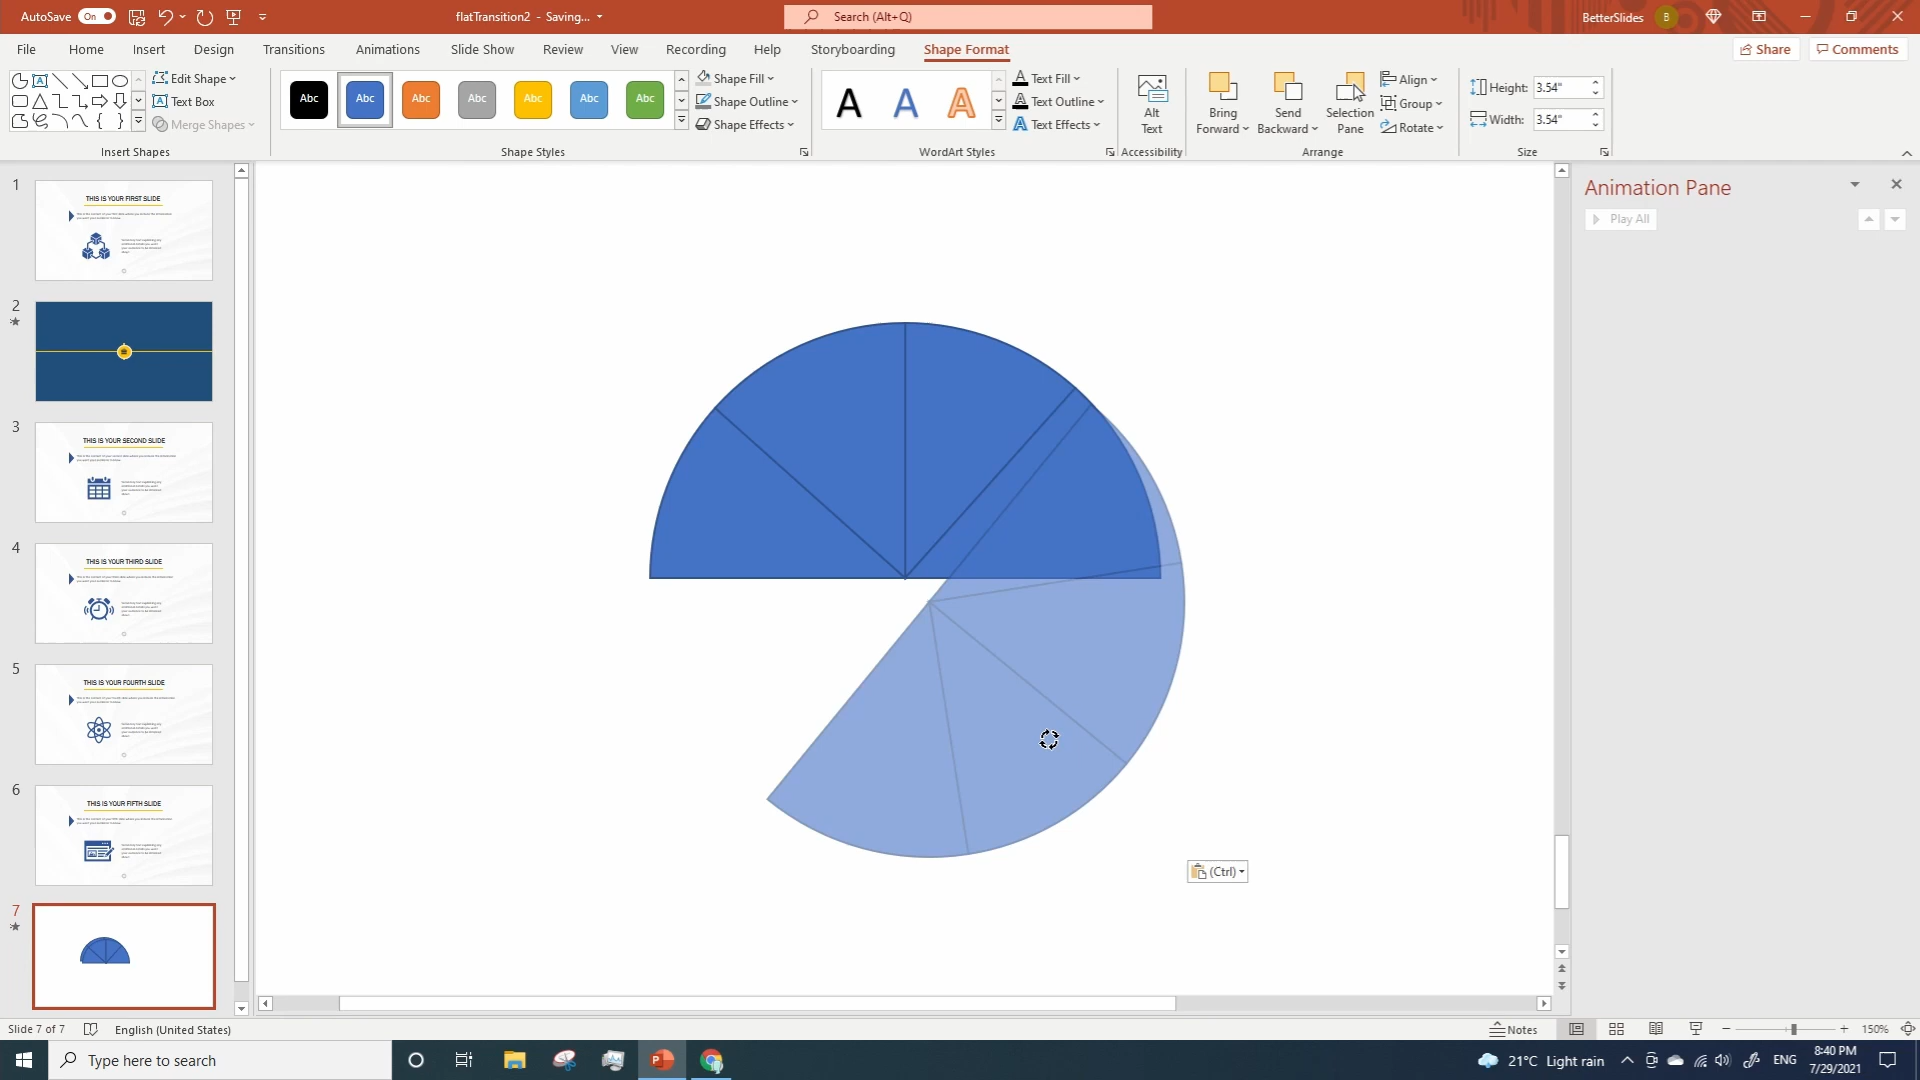 AutoSave On flatTransition2 - Saving... Search (Alt+Q) BetterSlides B
File Home Insert Design Transitions Animations Slide Show Review View Recording Help Storyboarding Shape Format Share Comments
Edit Shape
Text Box
Merge Shapes
Insert Shapes
Abc Abc Abc Abc Abc Abc Abc
Shape Fill
Shape Outline
Shape Effects
Shape Styles
A A A
Text Fill
Text Outline
Text Effects
WordArt Styles
Alt
Text
Accessibility
Bring
Forward
Send
Backward
Selection
Pane
Align
Group
Rotate
Arrange
Height: 3.54"
Width: 3.54"
Size
1
THIS IS YOUR FIRST SLIDE
2
3
THIS IS YOUR SECOND SLIDE
4
THIS IS YOUR THIRD SLIDE
5
THIS IS YOUR FOURTH SLIDE
6
THIS IS YOUR FIFTH SLIDE
7
Animation Pane
Play All
(Ctrl)
Slide 7 of 7 English (United States) Notes 150%
Type here to search
21°C Light rain ENG
8:40 PM
7/29/2021